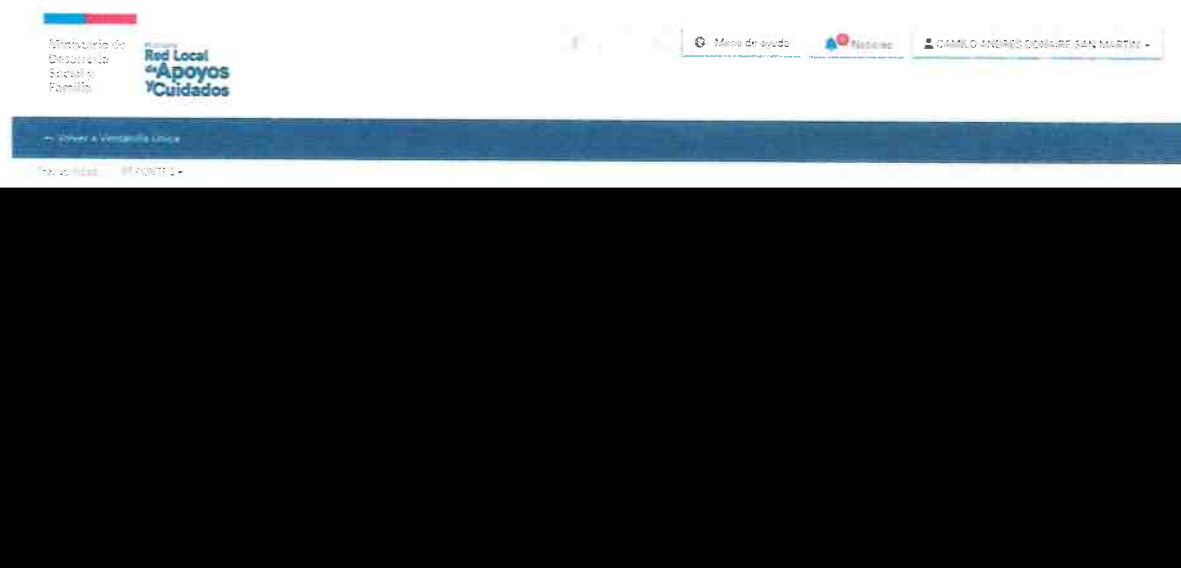 Ministerio de
Desarrollo
Social y
Familia
Red Local
de Apoyos
y Cuidados
Mesa de ayuda
Noticias
CAMILO ANDRES DONAIRE SAN MARTIN
← Volver a Ventanilla Única
REPORTES